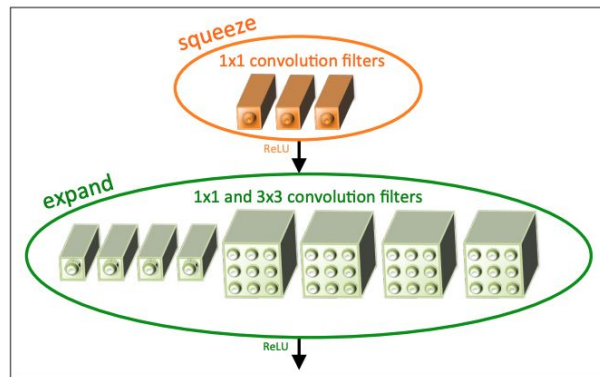 squeeze
1x1 convolution filters
ReLU
expand
1x1 and 3x3 convolution filters
ReLU